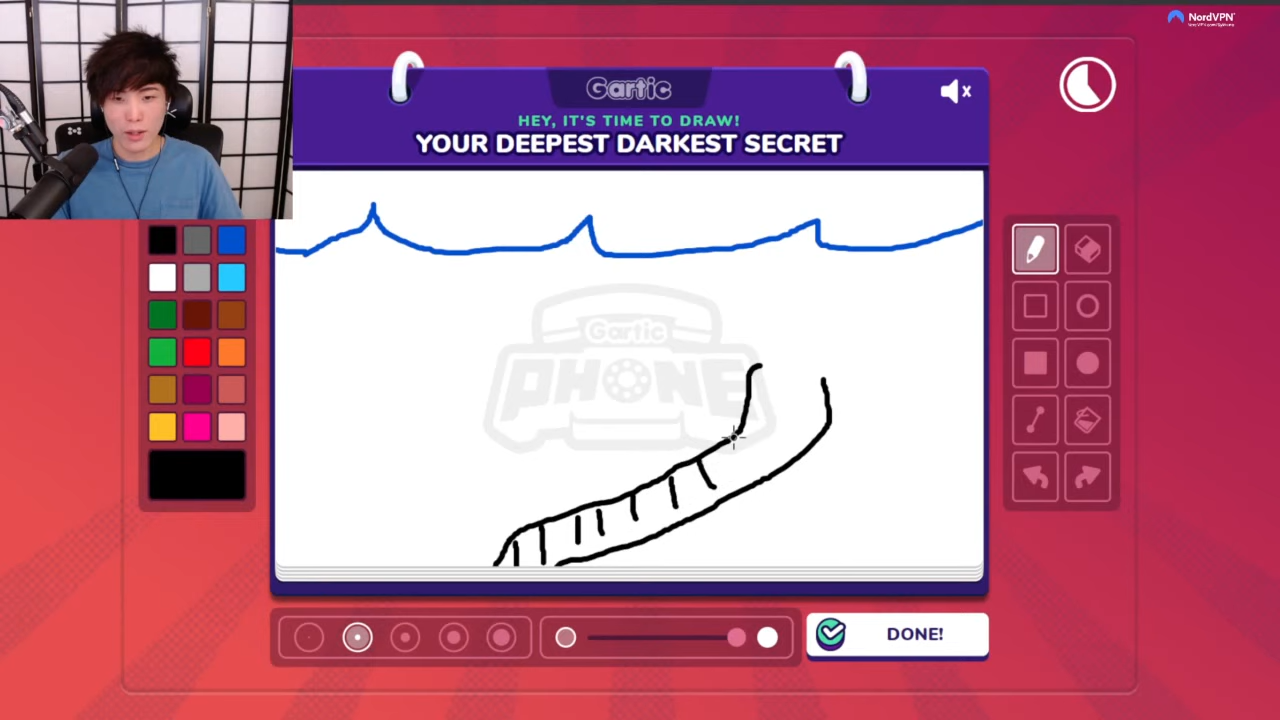 NordVPN
Gartic
HEY, IT'S TIME TO DRAW!
YOUR DEEPEST DARKEST SECRET
Gartic
PHONE
DONE!